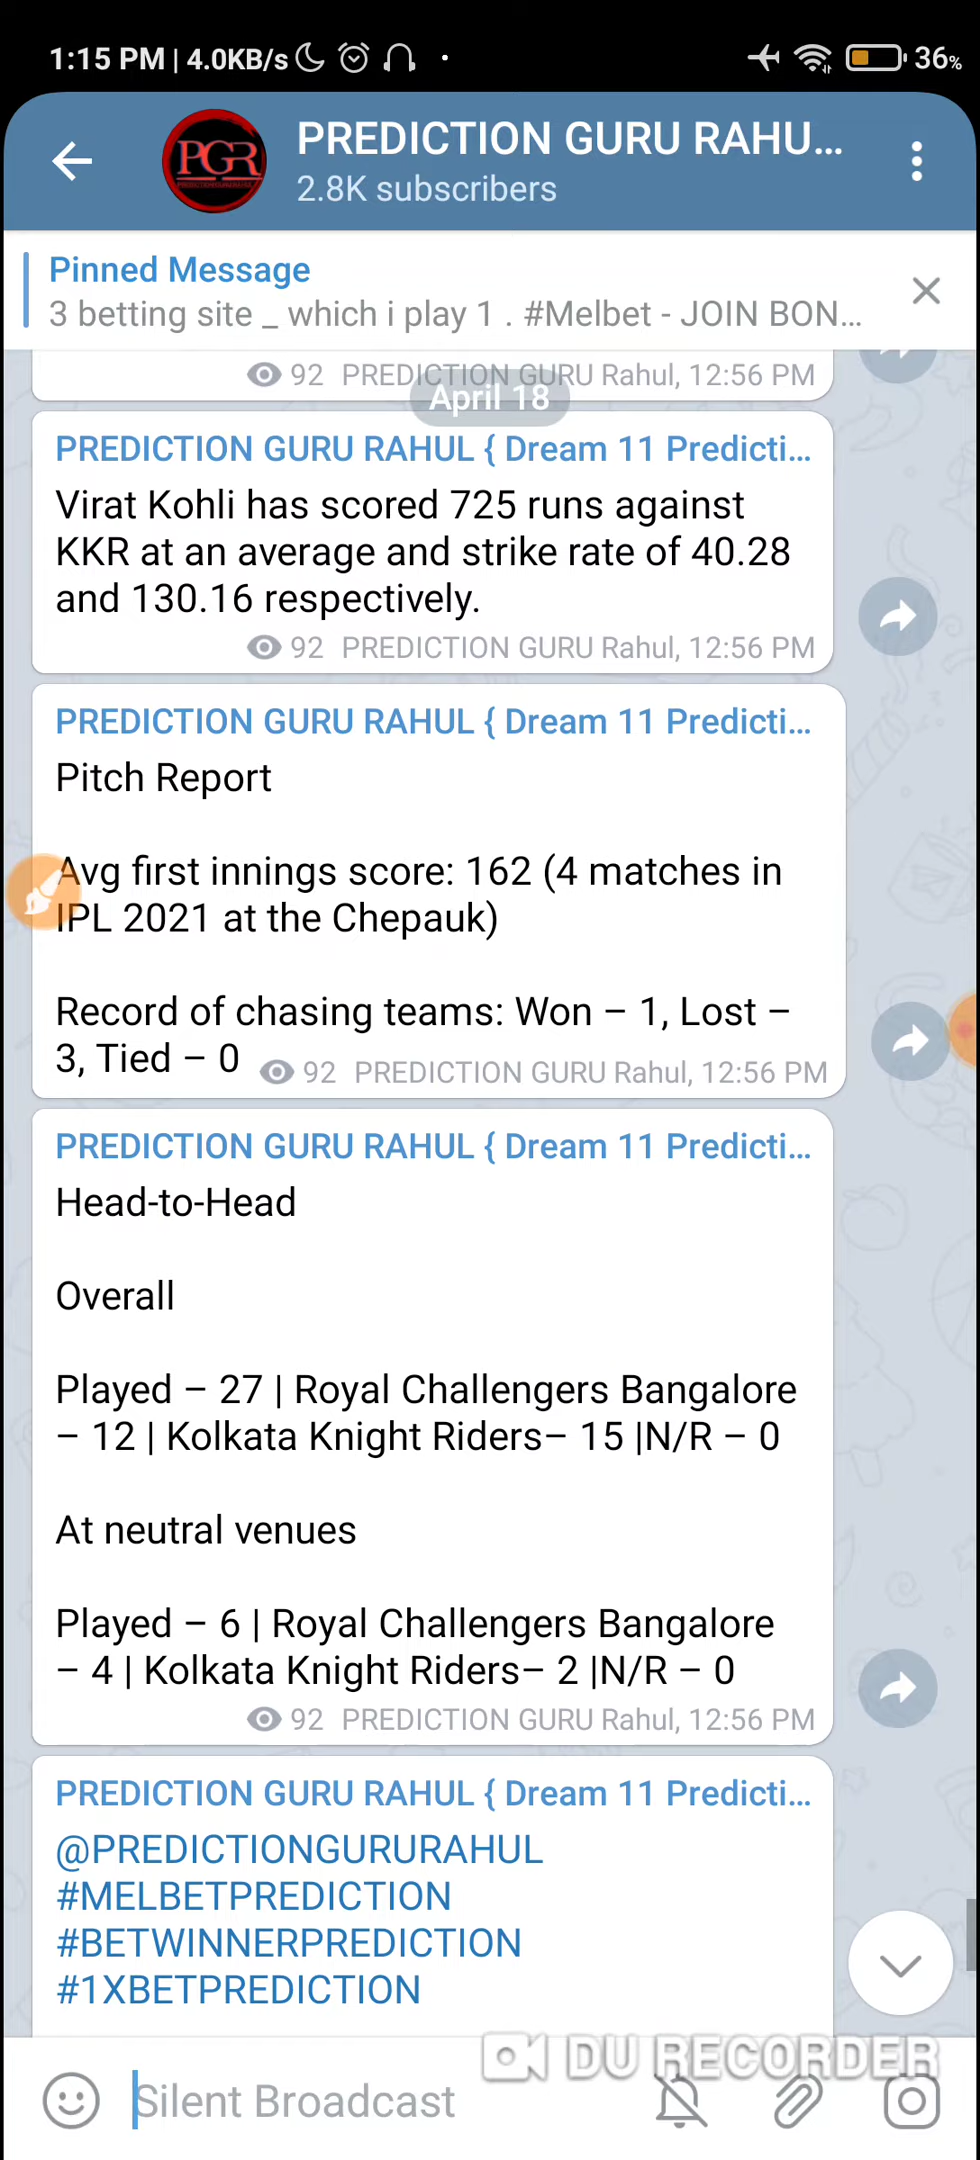 1:15 PM | 4.0KB/s
36%
PGR
PREDICTION GURU RAHU...
2.8K subscribers
Pinned Message
3 betting site _ which i play 1 . #Melbet - JOIN BON...
92 PREDICTION GURU Rahul, 12:56 PM
April 18
PREDICTION GURU RAHUL { Dream 11 Predicti...
Virat Kohli has scored 725 runs against
KKR at an average and strike rate of 40.28
and 130.16 respectively.
92 PREDICTION GURU Rahul, 12:56 PM
PREDICTION GURU RAHUL { Dream 11 Predicti...
Pitch Report
Avg first innings score: 162 (4 matches in
IPL 2021 at the Chepauk)
Record of chasing teams: Won – 1, Lost –
3, Tied – 0
92 PREDICTION GURU Rahul, 12:56 PM
PREDICTION GURU RAHUL { Dream 11 Predicti...
Head-to-Head
Overall
Played – 27 | Royal Challengers Bangalore
– 12 | Kolkata Knight Riders– 15 |N/R – 0
At neutral venues
Played – 6 | Royal Challengers Bangalore
– 4 | Kolkata Knight Riders– 2 |N/R – 0
92 PREDICTION GURU Rahul, 12:56 PM
PREDICTION GURU RAHUL { Dream 11 Predicti...
@PREDICTIONGURURAHUL
#MELBETPREDICTION
#BETWINNERPREDICTION
#1XBETPREDICTION
DU RECORDER
Silent Broadcast